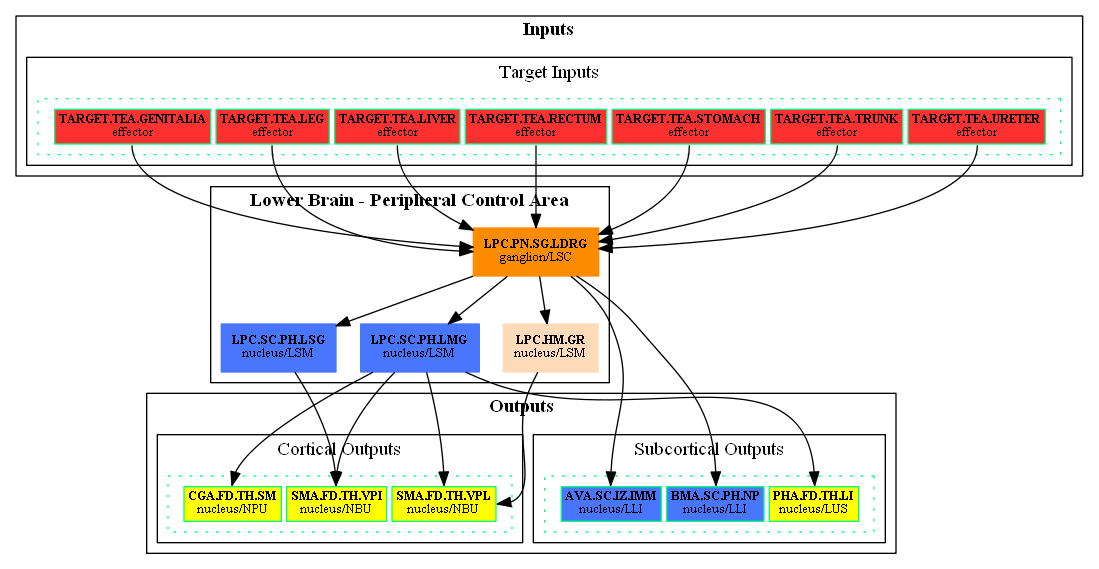 Inputs
Target Inputs
TARGET.TEA.GENITALIA
effector
TARGET.TEA.LEG
effector
TARGET.TEA.LIVER
effector
TARGET.TEA.RECTUM
effector
TARGET.TEA.STOMACH
effector
TARGET.TEA.TRUNK
effector
TARGET.TEA.URETER
effector
Lower Brain - Peripheral Control Area
LPC.PN.SG.LDRG
ganglion/LSC
LPC.SC.PH.LSG
nucleus/LSM
LPC.SC.PH.LMG
nucleus/LSM
LPC.HM.GR
nucleus/LSM
Outputs
Cortical Outputs
CGA.FD.TH.SM
nucleus/NPU
SMA.FD.TH.VPI
nucleus/NBU
SMA.FD.TH.VPL
nucleus/NBU
Subcortical Outputs
AVA.SC.IZ.IMM
nucleus/LLI
BMA.SC.PH.NP
nucleus/LLI
PHA.FD.TH.LI
nucleus/LUS